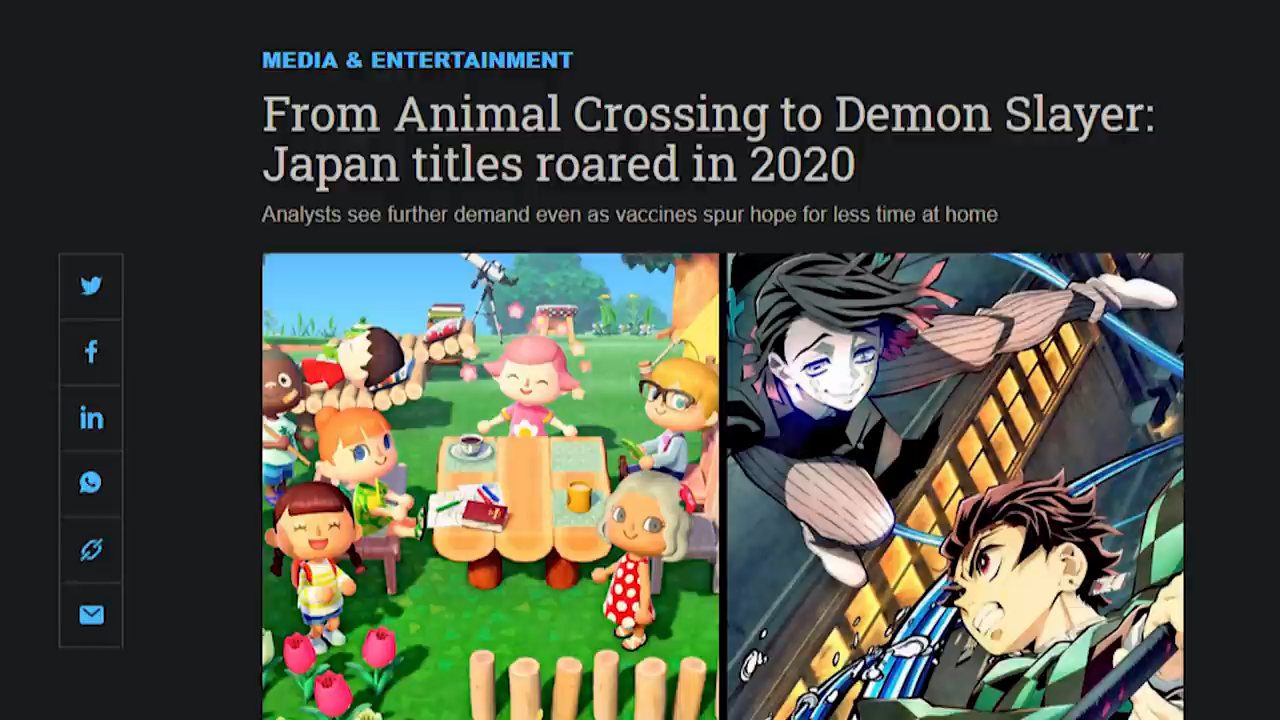 MEDIA & ENTERTAINMENT
From Animal Crossing to Demon Slayer:
Japan titles roared in 2020
Analysts see further demand even as vaccines spur hope for less time at home